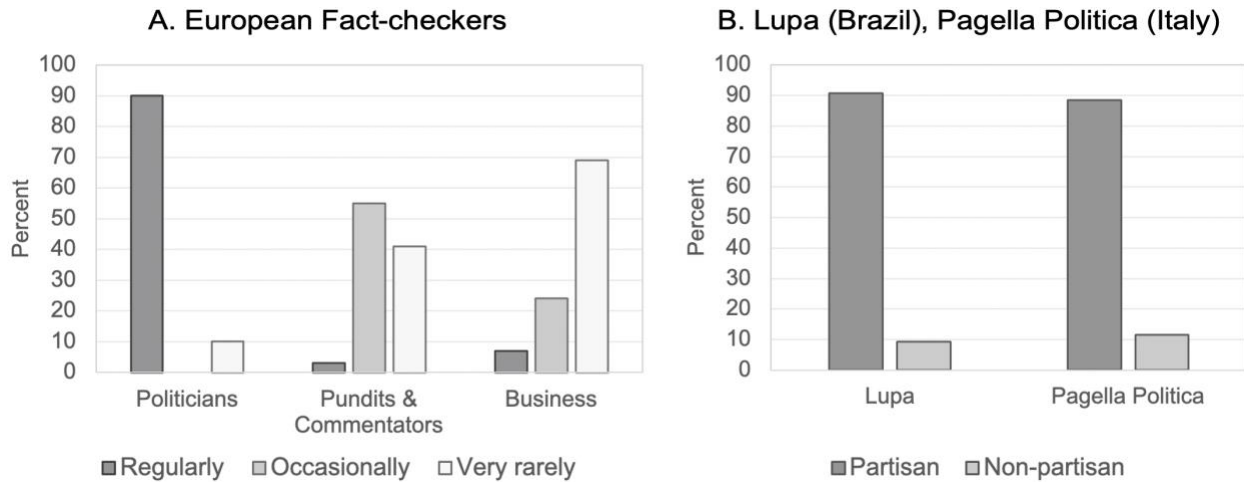 A. European Fact-checkers
100
90
80
70
60
50
40
30
20
10
0
Percent
Politicians
Pundits &
Commentators
Business
Regularly
Occasionally
Very rarely
B. Lupa (Brazil), Pagella Politica (Italy)
100
90
80
70
60
50
40
30
20
10
0
Percent
Lupa
Pagella Politica
Partisan
Non-partisan